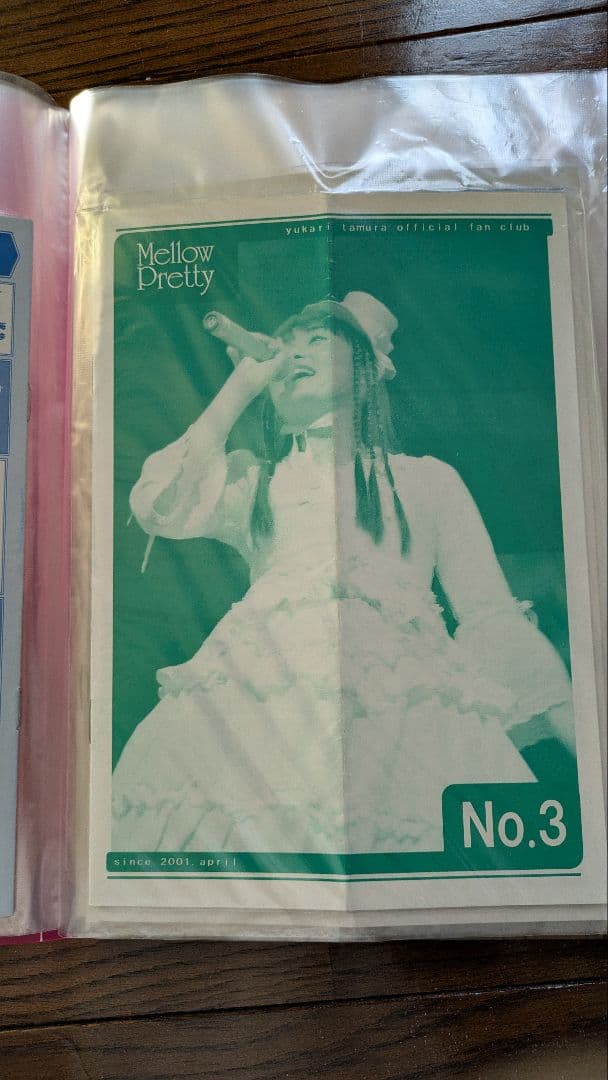 yukari tamura official fan club
Mellow
Pretty
No.3
since 2001. april